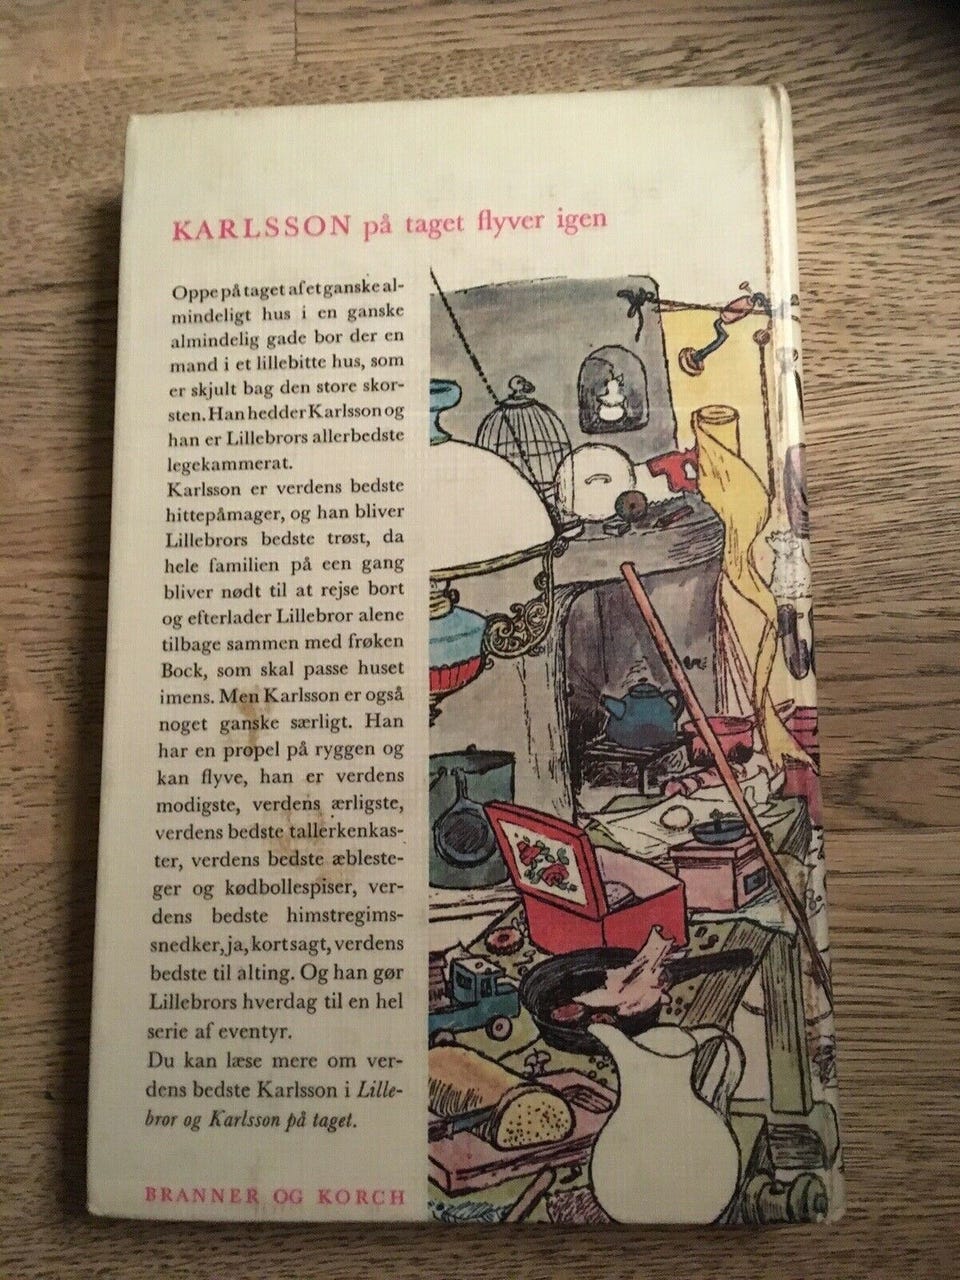 KARLSSON på taget flyver igen
Oppe på taget af et ganske al-
mindeligt hus i en ganske
almindelig gade bor der en
mand i et lillebitte hus, som
er skjult bag den store skor-
sten. Han hedder Karlsson og
han er Lillebrors allerbedste
legekammerat.
Karlsson er verdens bedste
hittepåmager, og han bliver
Lillebrors bedste trøst, da
hele familien på een gang
bliver nødt til at rejse bort
og efterlader Lillebror alene
tilbage sammen med frøken
Bock, som skal passe huset
imens. Men Karlsson er også
noget ganske særligt. Han
har en propel på ryggen og
kan flyve, han er verdens
modigste, verdens ærligste,
verdens bedste tallerkenkas-
ter, verdens bedste æbleste-
ger og kødbollespiser, ver-
dens bedste himstregims-
snedker, ja, kort sagt, verdens
bedste til alting. Og han gør
Lillebrors hverdag til en hel
serie af eventyr.
Du kan læse mere om ver-
dens bedste Karlsson i Lille-
bror og Karlsson på taget.
BRANNER OG KORCH